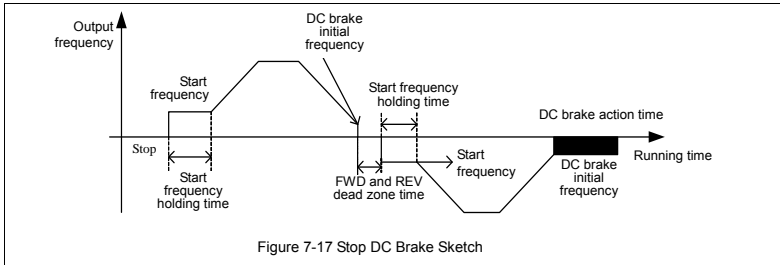 Output
frequency
DC brake
initial
frequency
Start
frequency
Start frequency
holding time
DC brake action time
Stop
Running time
Start
frequency
holding time
FWD and REV
dead zone time
Start
frequency
DC brake
initial
frequency
Figure 7-17 Stop DC Brake Sketch